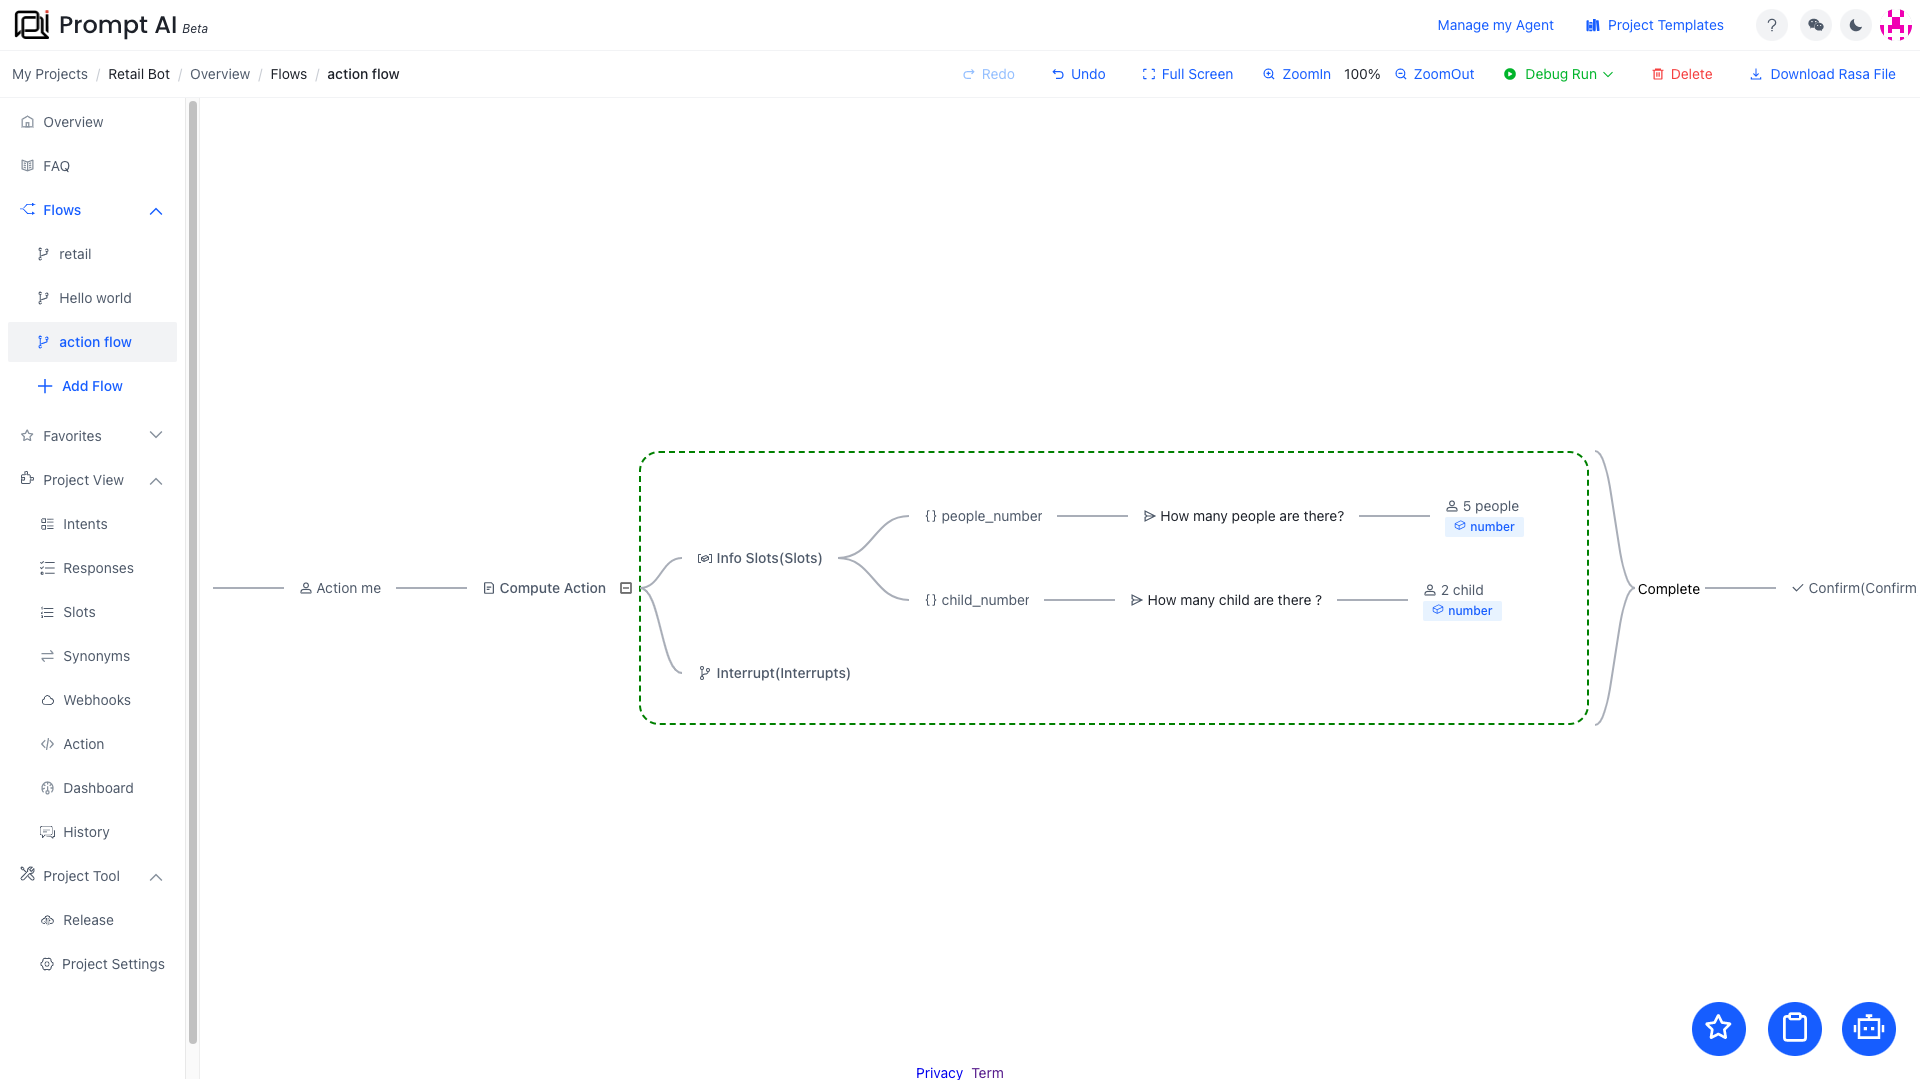 Prompt AI Beta
Manage my Agent
Project Templates
My Projects / Retail Bot / Overview / Flows / action flow
Redo
Undo
Full Screen
ZoomIn
100%
ZoomOut
Debug Run
Delete
Download Rasa File
Overview
FAQ
Flows
retail
Hello world
action flow
Add Flow
Favorites
Project View
Intents
Responses
Slots
Synonyms
Webhooks
Action
Dashboard
History
Project Tool
Release
Project Settings
Action me
Compute Action
Info Slots(Slots)
{} people_number
How many people are there?
5 people
number
{} child_number
How many child are there ?
2 child
number
Interrupt(Interrupts)
Complete
Confirm(Confirm
Privacy Term